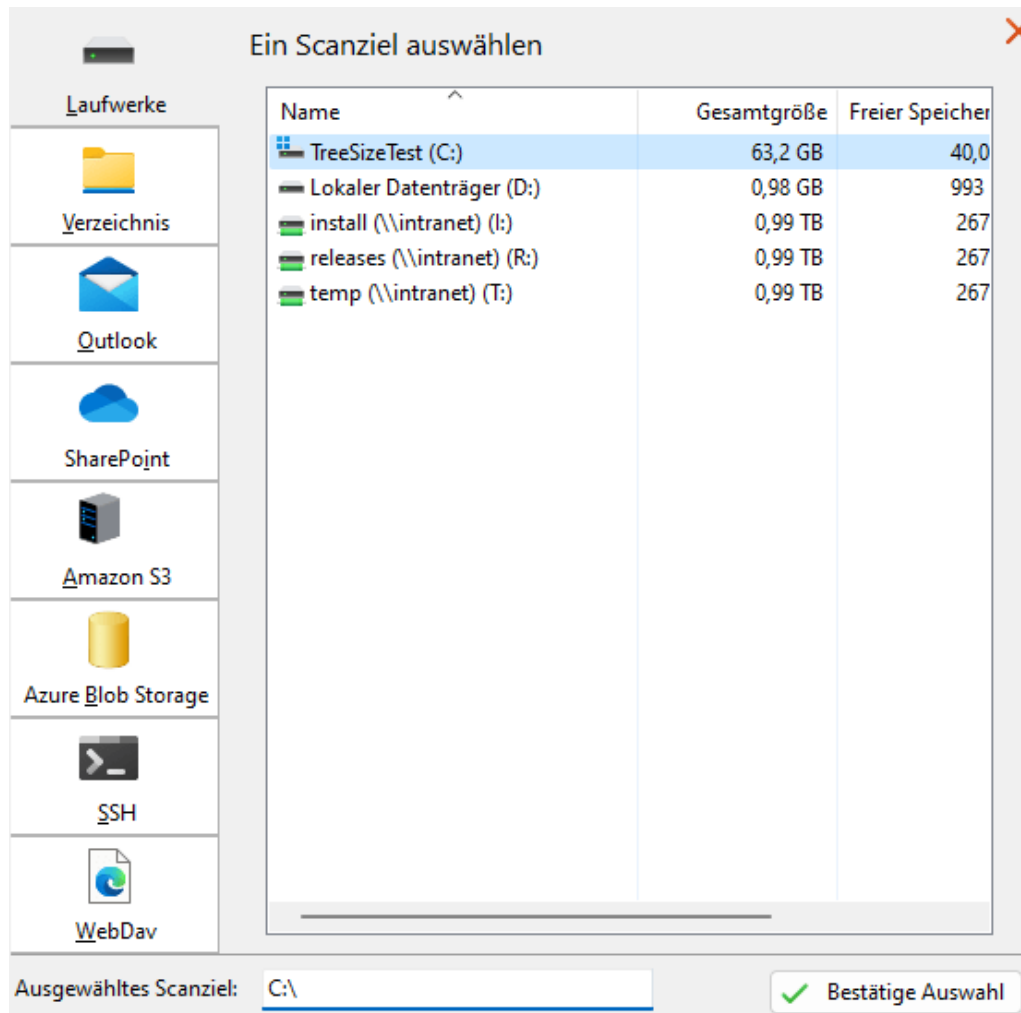 Ein Scanziel auswählen
Laufwerke
Verzeichnis
Outlook
SharePoint
Amazon S3
Azure Blob Storage
SSH
WebDav
Name Gesamtgröße Freier Speicher
TreeSizeTest (C:) 63,2 GB 40,0
Lokaler Datenträger (D:) 0,98 GB 993
install (\\intranet) (I:) 0,99 TB 267
releases (\\intranet) (R:) 0,99 TB 267
temp (\\intranet) (T:) 0,99 TB 267
Ausgewähltes Scanziel: C:\
Bestätige Auswahl